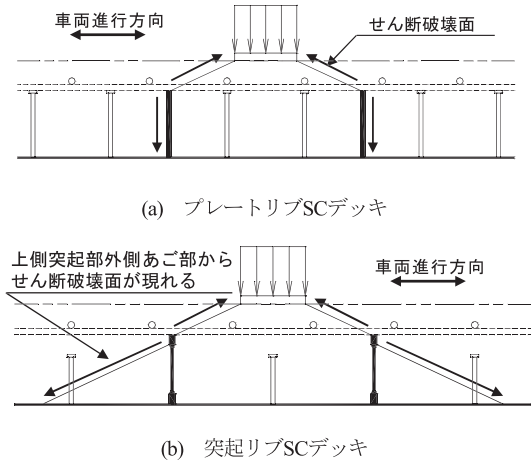 車両進行方向
せん断破壊面
(a) プレートリブSCデッキ
上側突起部外側あご部から
せん断破壊面が現れる
車両進行方向
(b) 突起リブSCデッキ